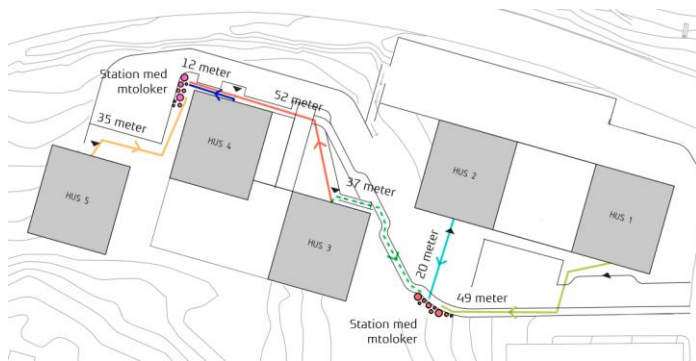 12 meter
Station med
mtoloker
52 meter
35 meter
HUS 4
HUS 5
37 meter
HUS 2
HUS 1
HUS 3
20 meter
49 meter
Station med
mtoloker